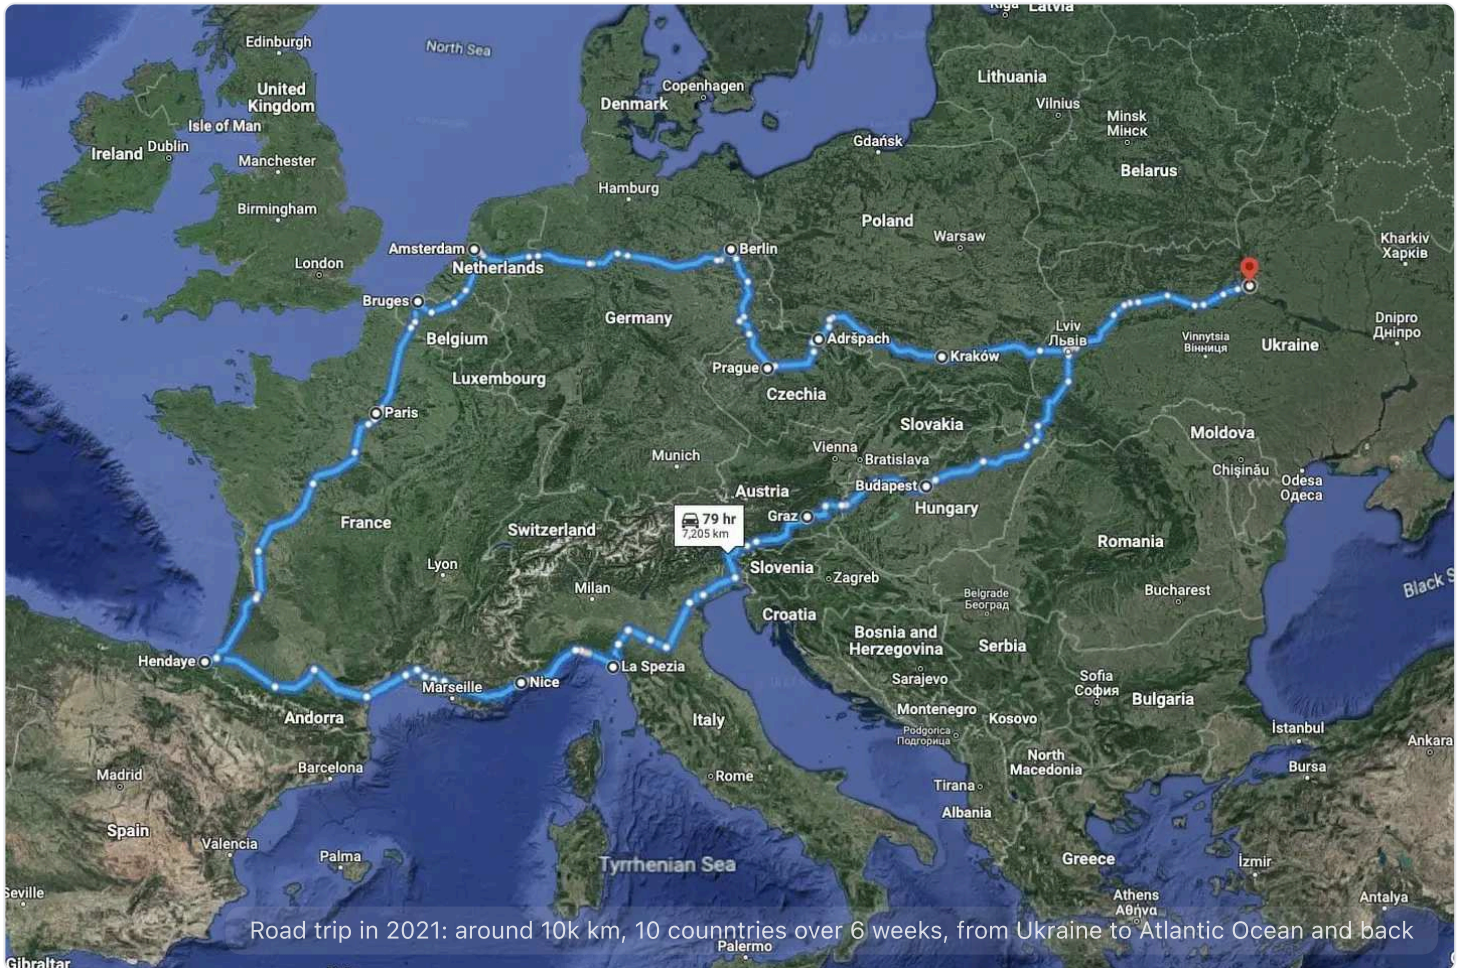 Riga
Latvia
Edinburgh
North Sea
United
Kingdom
Denmark
Copenhagen
Lithuania
Vilnius
Isle of Man
Ireland
Dublin
Manchester
Gdańsk
Minsk
Мінск
Belarus
Birmingham
Hamburg
Poland
Warsaw
Kharkiv
Харків
Amsterdam
Netherlands
Berlin
London
Bruges
Belgium
Germany
Adršpach
Kraków
Lviv
Львів
Vinnytsia
Вінниця
Ukraine
Dnipro
Дніпро
Luxembourg
Prague
Czechia
Paris
Slovakia
Moldova
Chișinău
Odesa
Одеса
Munich
Vienna
Bratislava
Austria
Budapest
Hungary
France
Switzerland
79 hr
7,205 km
Graz
Slovenia
Zagreb
Romania
Lyon
Milan
Croatia
Belgrade
Београд
Bucharest
Black S
Bosnia and
Herzegovina
Serbia
Hendaye
Marseille
Nice
La Spezia
Sarajevo
Sofia
София
Bulgaria
Andorra
Italy
Montenegro
Podgorica
Подгорица
Kosovo
İstanbul
Ankara
Barcelona
Madrid
Rome
North
Macedonia
Bursa
Tirana
Albania
Spain
Valencia
Palma
Tyrrhenian Sea
Greece
İzmir
Seville
Athens
Αθήνα
Antalya
Road trip in 2021: around 10k km, 10 counntries over 6 weeks, from Ukraine to Atlantic Ocean and back
Palermo
Gibraltar